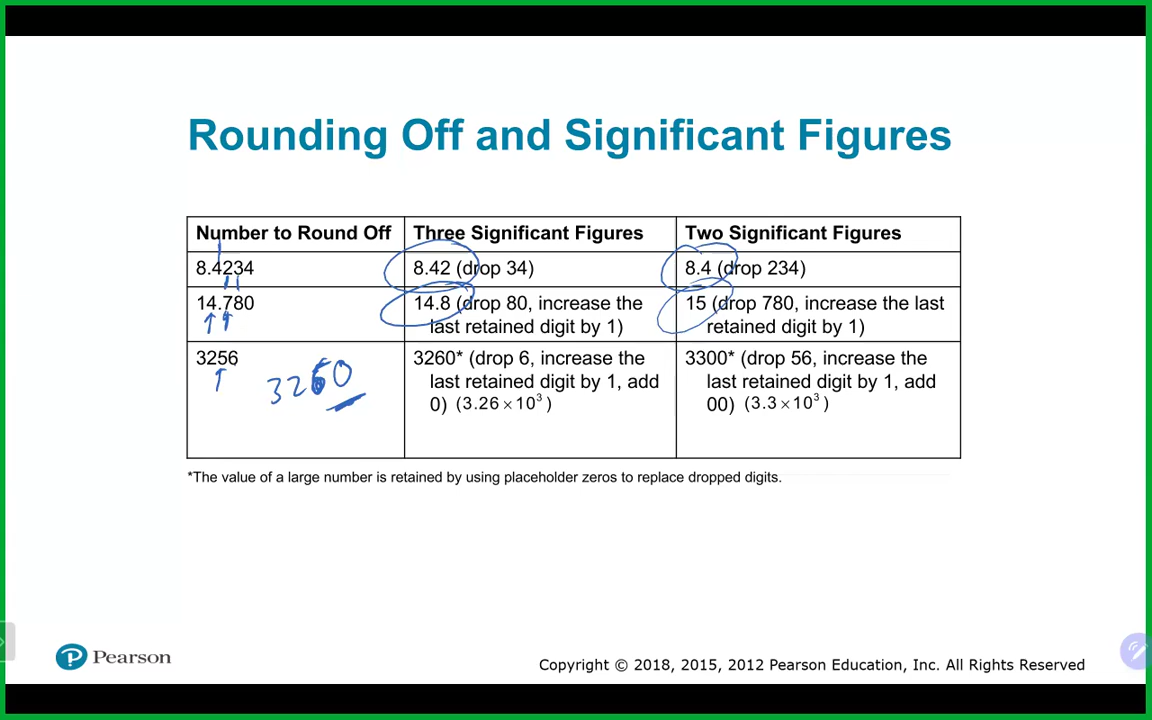 Rounding Off and Significant Figures
Number to Round Off
Three Significant Figures
Two Significant Figures
8.4234
8.42 (drop 34)
8.4 (drop 234)
14.780
14.8 (drop 80, increase the
last retained digit by 1)
15 (drop 780, increase the last
retained digit by 1)
3256
3260
3260* (drop 6, increase the
last retained digit by 1, add
0) (3.26 × 10³)
3300* (drop 56, increase the
last retained digit by 1, add
00) (3.3 × 10³)
*The value of a large number is retained by using placeholder zeros to replace dropped digits.
P Pearson
Copyright © 2018, 2015, 2012 Pearson Education, Inc. All Rights Reserved